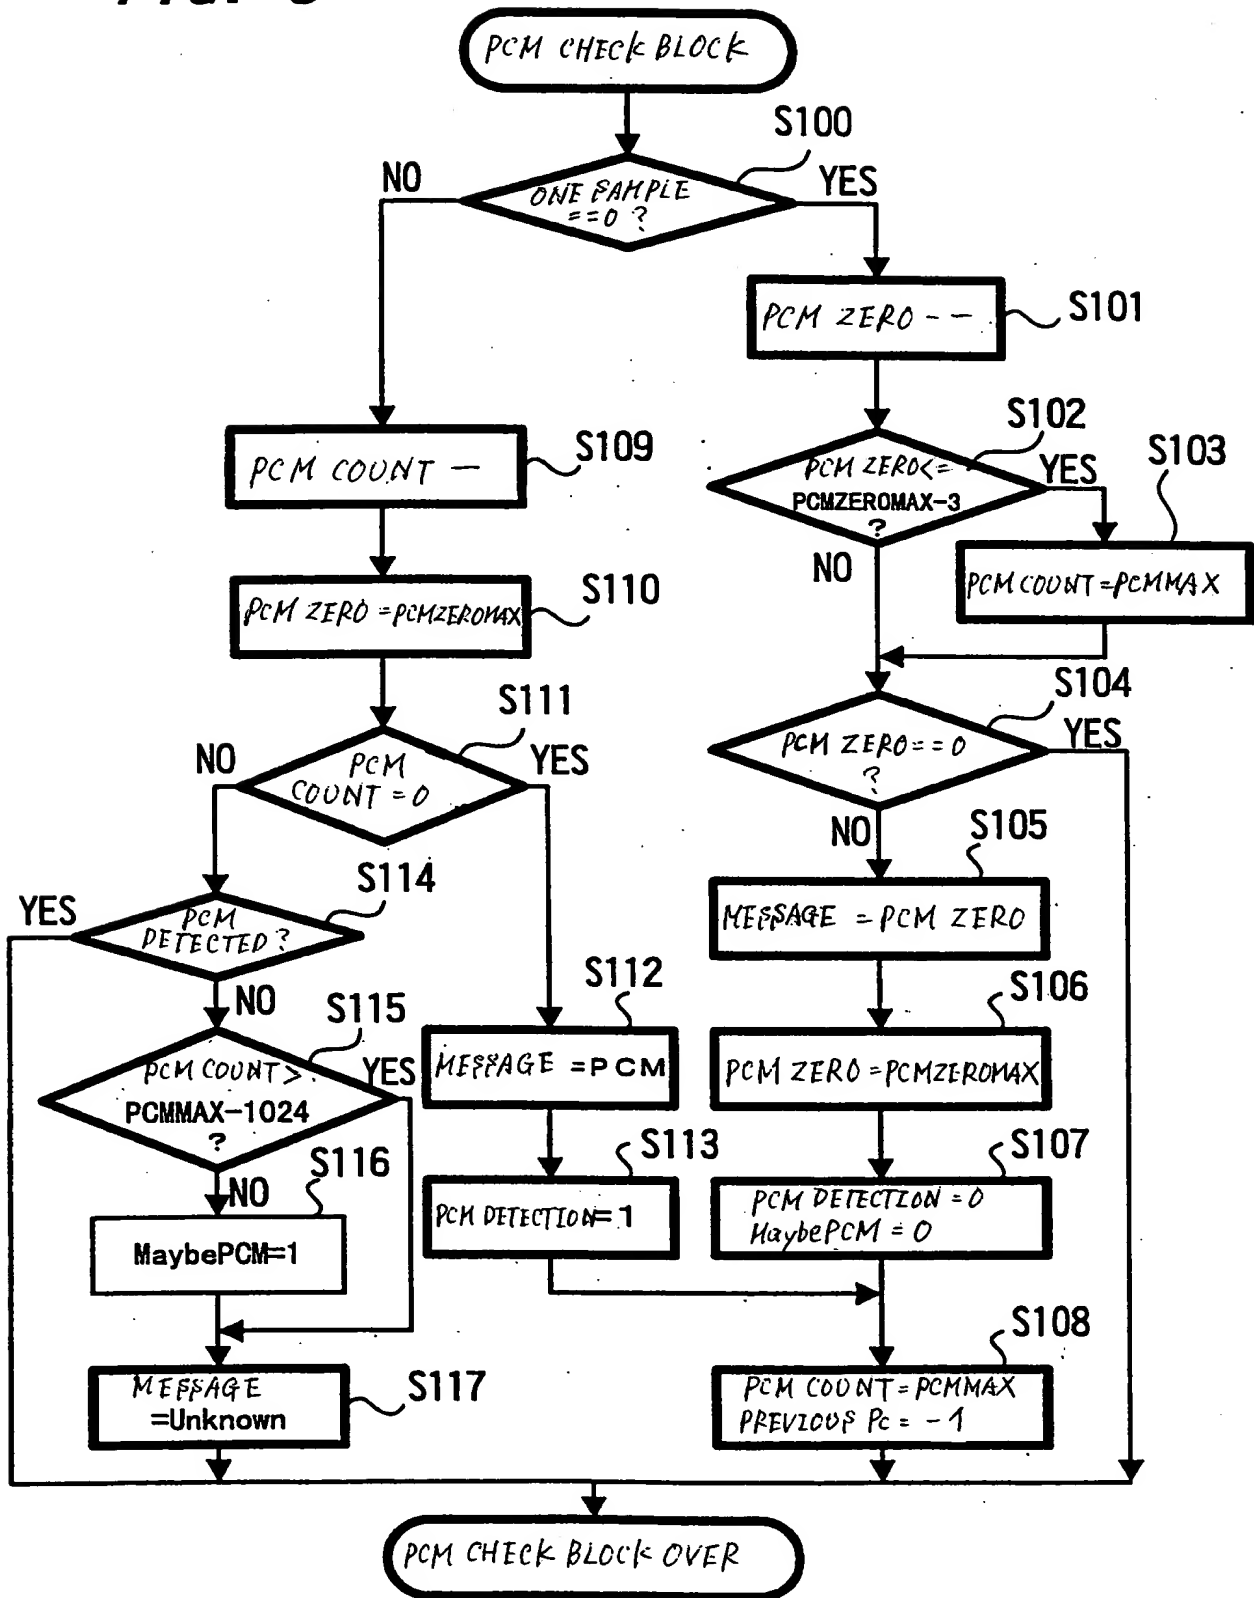 PCM CHECK BLOCK
S100
NO
ONE SAMPLE
==0 ?
YES
PCM ZERO - -
S101
S102
PCM ZERO<=
PCMZEROMAX-3
?
YES
NO
S103
PCM COUNT=PCMMAX
S109
PCM COUNT —
S110
PCM ZERO =PCMZEROMAX
S111
NO
PCM
COUNT = 0
YES
S104
PCM ZERO==0
?
YES
NO
S105
MESSAGE = PCM ZERO
S106
PCM ZERO=PCMZEROMAX
S107
PCM DETECTION = 0
MaybePCM = 0
S114
YES
PCM
DETECTED ?
NO
S112
MESSAGE =PCM
S113
PCM DETECTION=1
S115
PCM COUNT >
PCMMAX-1024
?
YES
NO
S116
MaybePCM=1
S117
MESSAGE
=Unknown
S108
PCM COUNT=PCMMAX
PREVIOUS Pc = -1
PCM CHECK BLOCK OVER